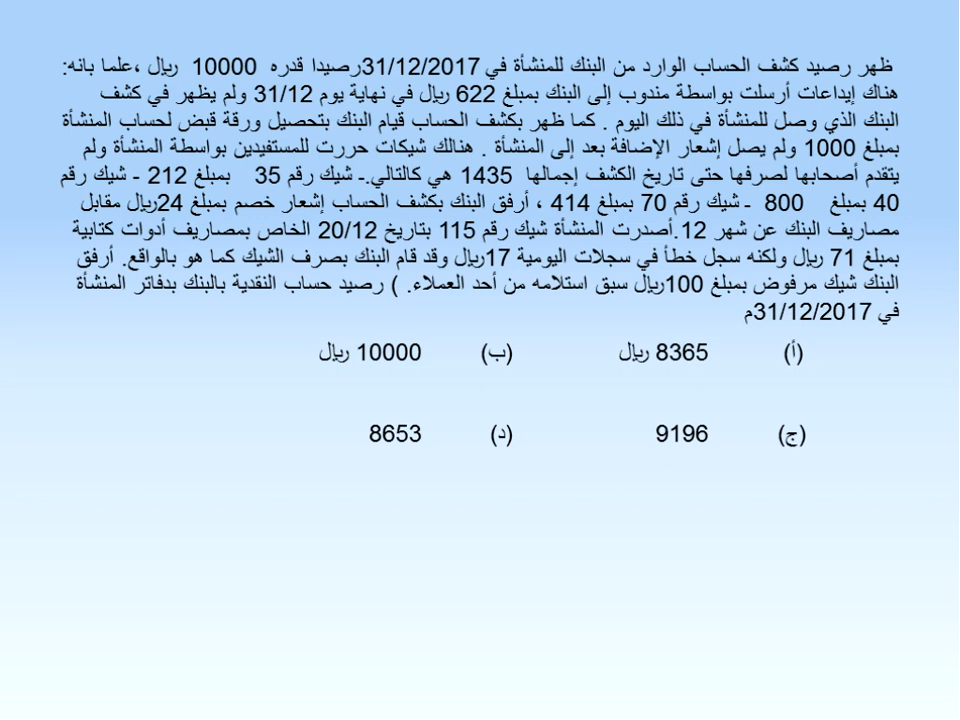 ظهر رصيد كشف الحساب الوارد من البنك للمنشأة في 31/12/2017رصيدا قدره 10000 ريال ،علما بانه:
هناك إيداعات أرسلت بواسطة مندوب إلى البنك بمبلغ 622 ريال في نهاية يوم 31/12 ولم يظهر في كشف
البنك الذي وصل للمنشأة في ذلك اليوم . كما ظهر بكشف الحساب قيام البنك بتحصيل ورقة قبض لحساب المنشأة
بمبلغ 1000 ولم يصل إشعار الإضافة بعد إلى المنشأة . هنالك شيكات حررت للمستفيدين بواسطة المنشأة ولم
يتقدم أصحابها لصرفها حتى تاريخ الكشف إجمالها 1435 هي كالتالي.- شيك رقم 35 بمبلغ 212 - شيك رقم
40 بمبلغ 800 - شيك رقم 70 بمبلغ 414 ، أرفق البنك بكشف الحساب إشعار خصم بمبلغ 24ريال مقابل
مصاريف البنك عن شهر 12.أصدرت المنشأة شيك رقم 115 بتاريخ 20/12 الخاص بمصاريف أدوات كتابية
بمبلغ 71 ريال ولكنه سجل خطأ في سجلات اليومية 17ريال وقد قام البنك بصرف الشيك كما هو بالواقع. أرفق
البنك شيك مرفوض بمبلغ 100ريال سبق استلامه من أحد العملاء. ) رصيد حساب النقدية بالبنك بدفاتر المنشأة
في 31/12/2017م
(أ) 8365 ريال (ب) 10000 ريال
(ج) 9196 (د) 8653